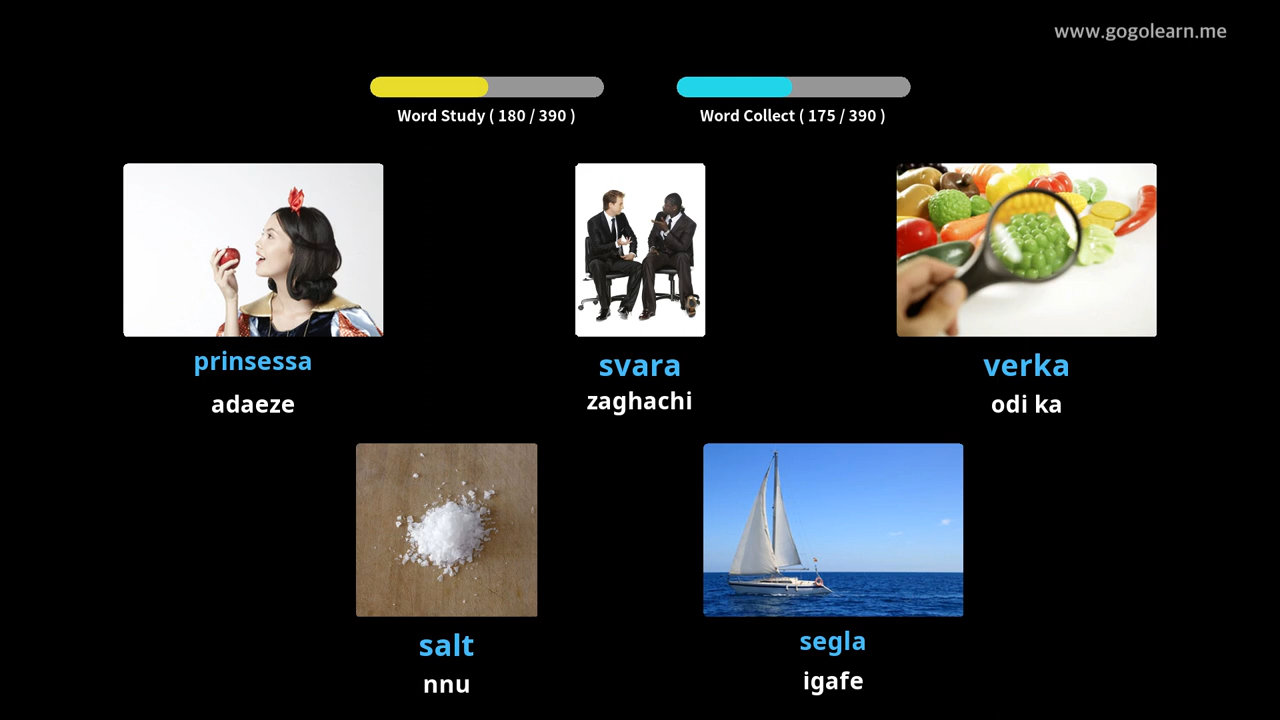 www.gogolearn.me
Word Study ( 180 / 390 )
Word Collect ( 175 / 390 )
prinsessa
adaeze
svara
zaghachi
verka
odi ka
salt
nnu
segla
igafe